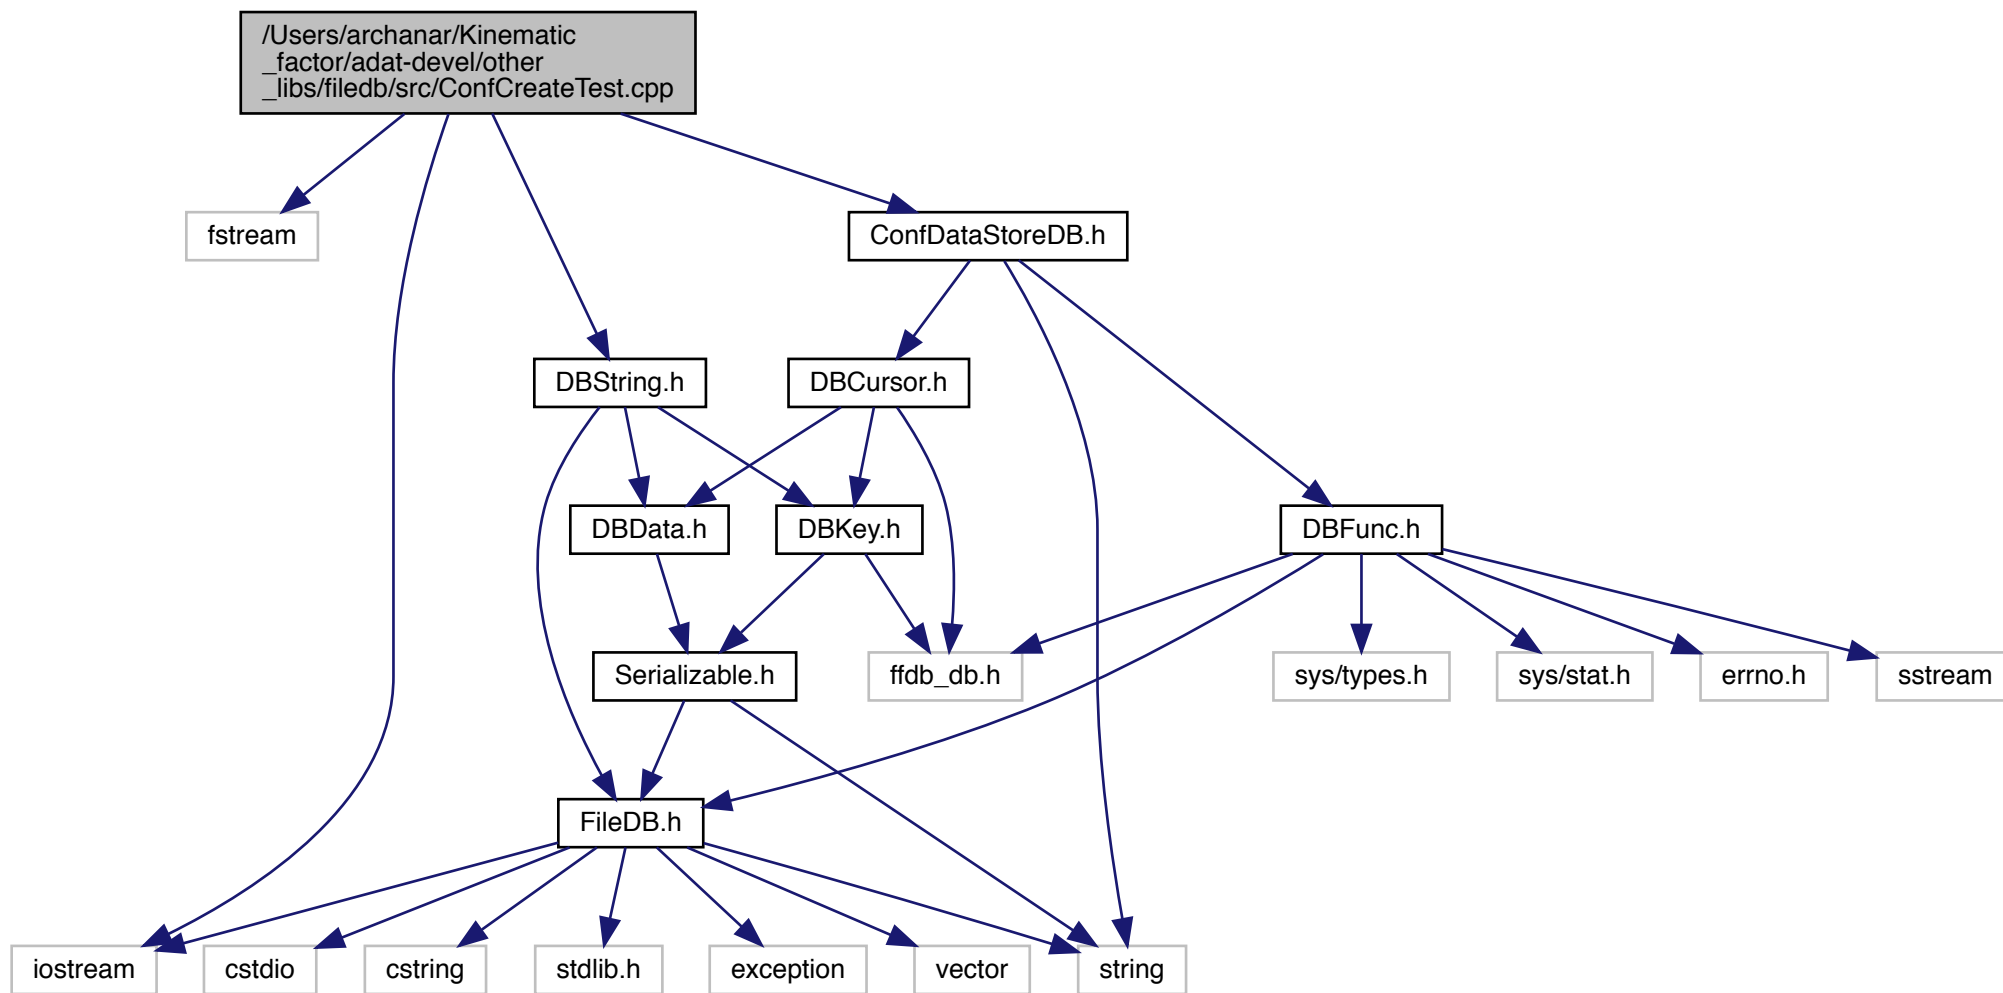 /Users/archanar/Kinematic
_factor/adat-devel/other
_libs/filedb/src/ConfCreateTest.cpp
fstream
ConfDataStoreDB.h
DBString.h
DBCursor.h
DBData.h
DBKey.h
DBFunc.h
Serializable.h
ffdb_db.h
sys/types.h
sys/stat.h
errno.h
sstream
FileDB.h
iostream
cstdio
cstring
stdlib.h
exception
vector
string